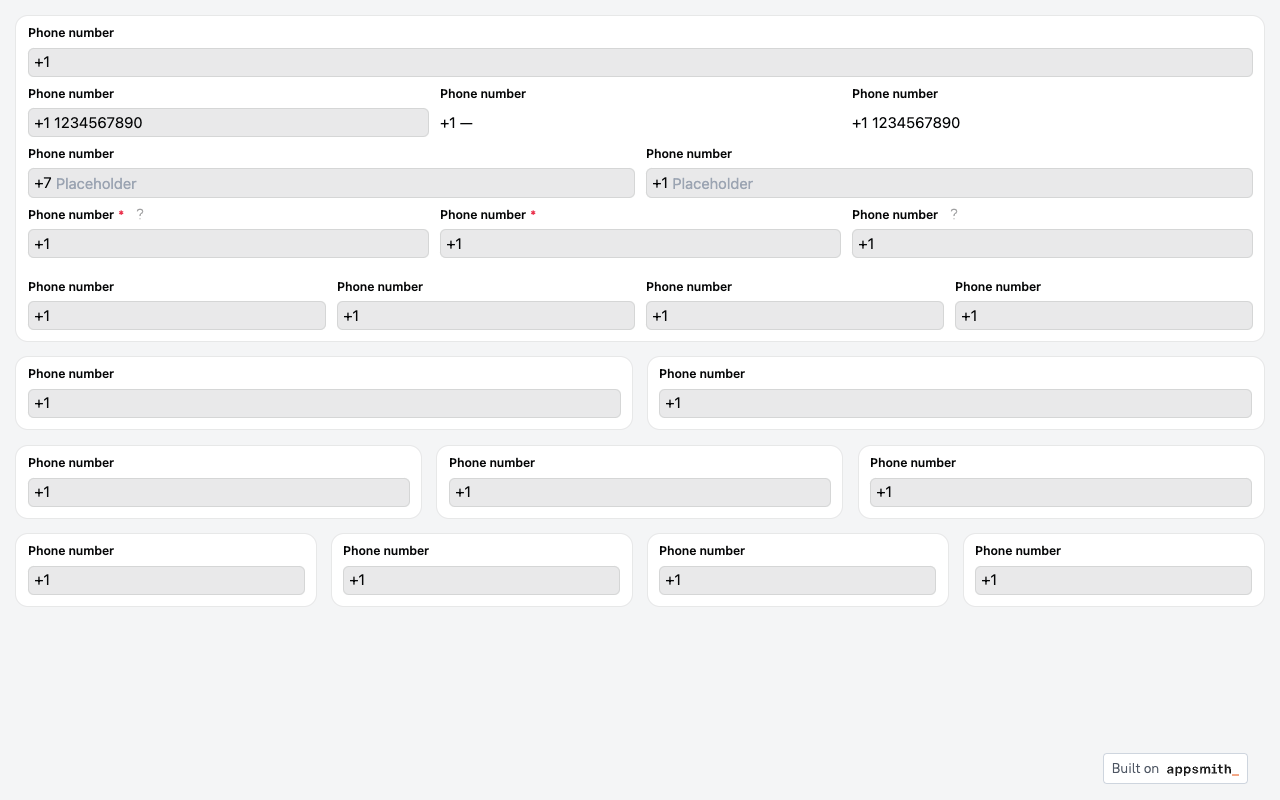 Phone number
+1
Phone number Phone number Phone number
+1 1234567890 +1 — +1 1234567890
Phone number Phone number
+7 Placeholder +1 Placeholder
Phone number * ? Phone number * Phone number ?
+1 +1 +1
Phone number Phone number Phone number Phone number
+1 +1 +1 +1
Phone number Phone number
+1 +1
Phone number Phone number Phone number
+1 +1 +1
Phone number Phone number Phone number Phone number
+1 +1 +1 +1
Built on appsmith_